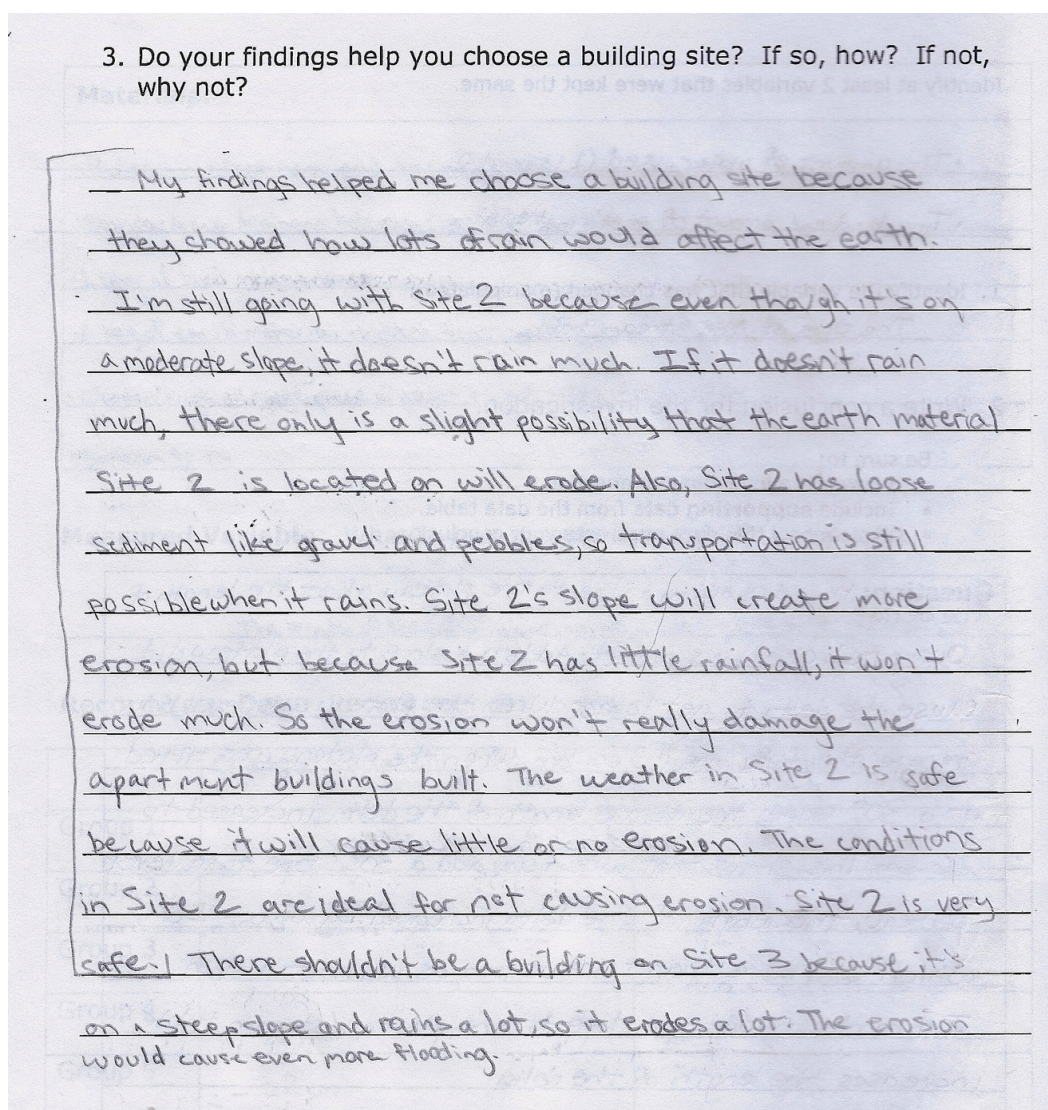 3. Do your findings help you choose a building site? If so, how? If not,
why not?
My findings helped me choose a building site because
they showed how lots of rain would affect the earth.
I'm still going with Site 2 because even though it's on
a moderate slope, it doesn't rain much. If it doesn't rain
much, there only is a slight possibility that the earth material
Site 2 is located on will erode. Also, Site 2 has loose
sediment like gravel and pebbles, so transportation is still
possible when it rains. Site 2's slope will create more
erosion, but because Site 2 has little rainfall, it won't
erode much. So the erosion won't really damage the
apartment buildings built. The weather in Site 2 is safe
because it will cause little or no erosion. The conditions
in Site 2 are ideal for not causing erosion. Site 2 is very
safe! There shouldn't be a building on Site 3 because it's
on a steep slope and rains a lot, so it erodes a lot. The erosion
would cause even more flooding.